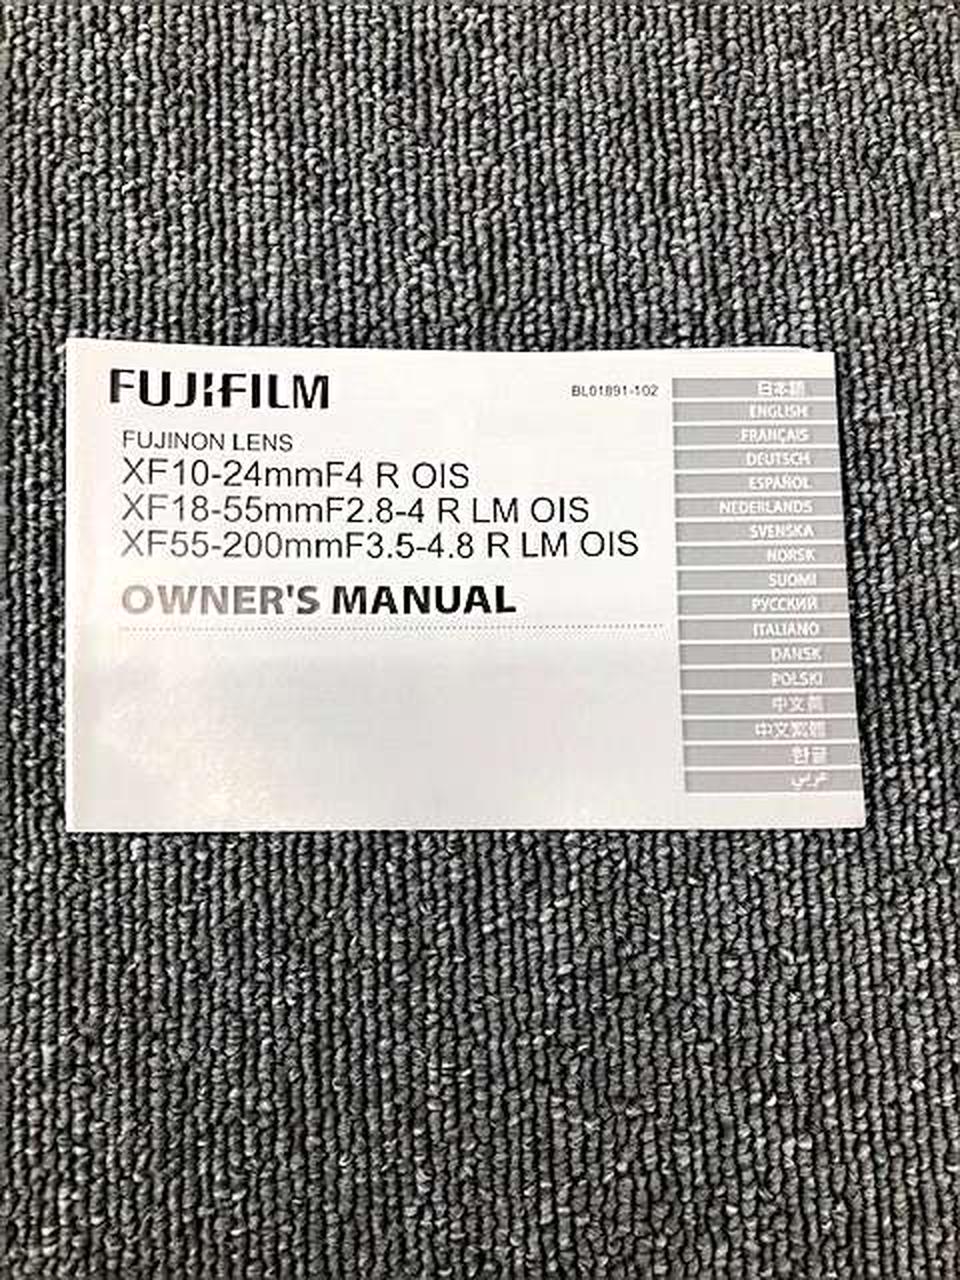 FUJIFILM
BL01891-102
FUJINON LENS
XF10-24mmF4 R OIS
XF18-55mmF2.8-4 R LM OIS
XF55-200mmF3.5-4.8 R LM OIS
OWNER'S MANUAL
日本語
ENGLISH
FRANÇAIS
DEUTSCH
ESPAÑOL
NEDERLANDS
SVENSKA
NORSK
SUOMI
РУССКИЙ
ITALIANO
DANSK
POLSKI
中文简
中文繁體
한글
عربي